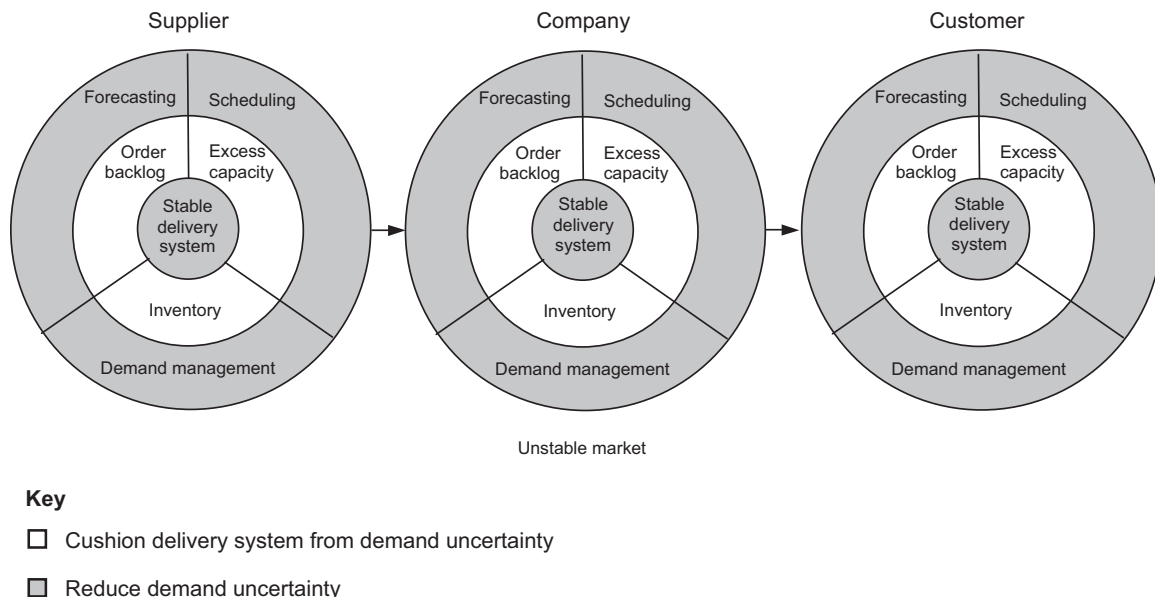 Supplier
Company
Customer
Forecasting
Scheduling
Order
backlog
Excess
capacity
Stable
delivery
system
Inventory
Demand management
Forecasting
Scheduling
Order
backlog
Excess
capacity
Stable
delivery
system
Inventory
Demand management
Forecasting
Scheduling
Order
backlog
Excess
capacity
Stable
delivery
system
Inventory
Demand management
Unstable market
Key
Cushion delivery system from demand uncertainty
Reduce demand uncertainty